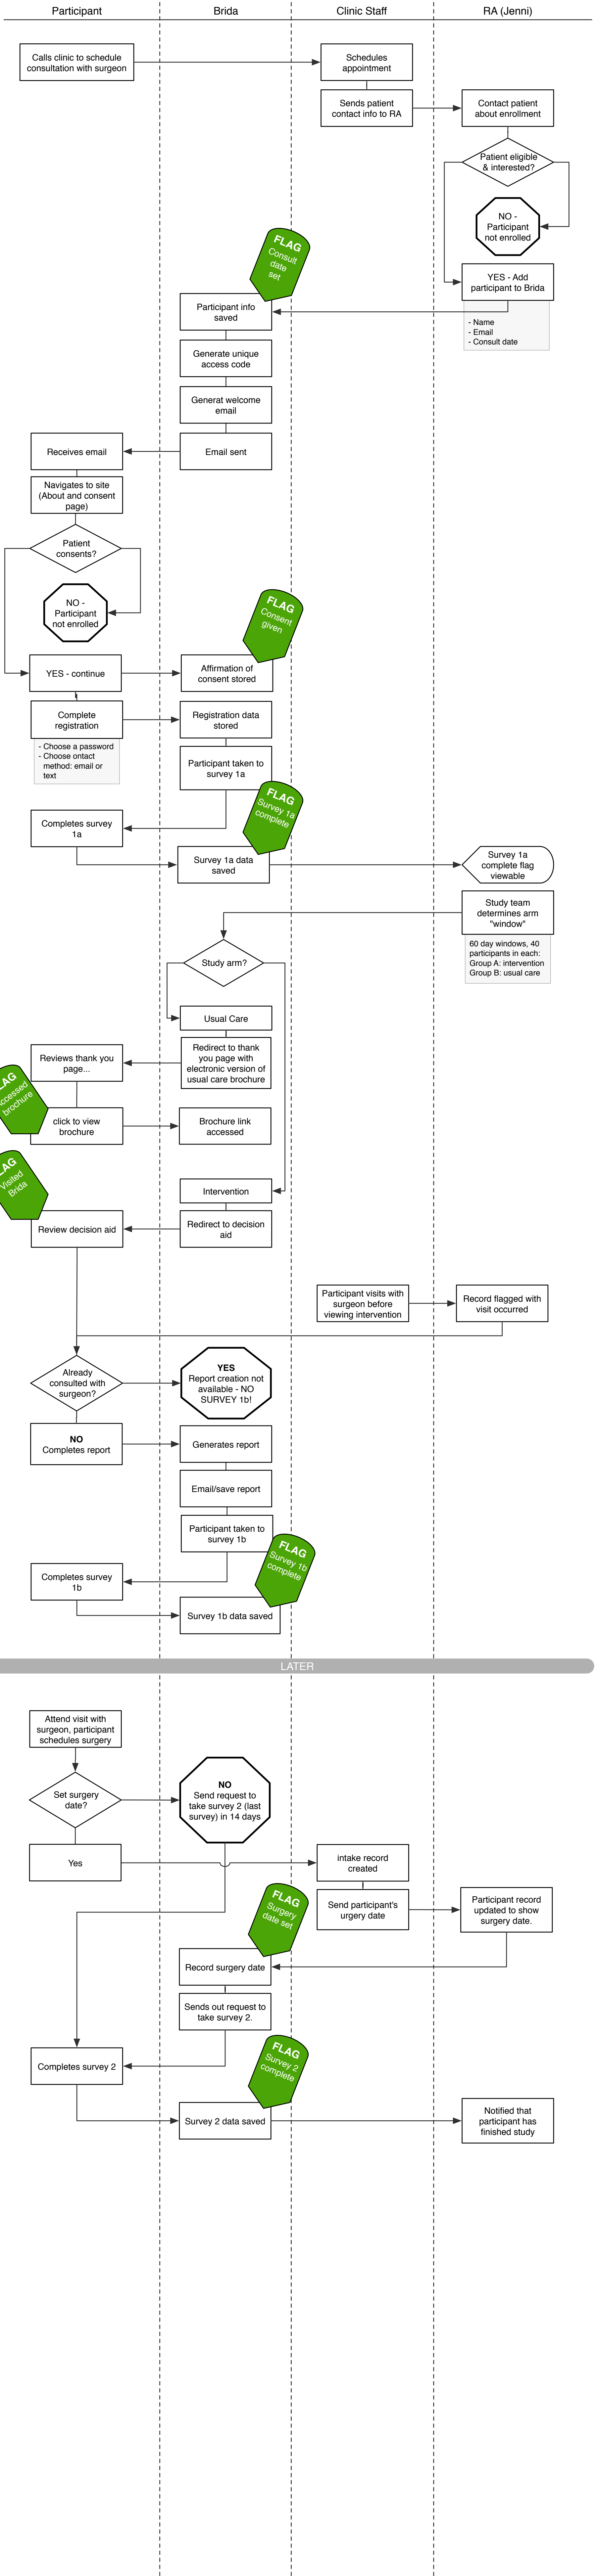 Participant
Brida
Clinic Staff
RA (Jenni)
Calls clinic to schedule
consultation with surgeon
Schedules
appointment
Sends patient
contact info to RA
Contact patient
about enrollment
Patient eligible
& interested?
NO -
Participant
not enrolled
YES - Add
participant to Brida
- Name
- Email
- Consult date
FLAG
Consult
date
set
Participant info
saved
Generate unique
access code
Generat welcome
email
Email sent
Receives email
Navigates to site
(About and consent
page)
Patient
consents?
NO -
Participant
not enrolled
YES - continue
FLAG
Consent
given
Affirmation of
consent stored
Complete
registration
- Choose a password
- Choose ontact
method: email or
text
Registration data
stored
Participant taken to
survey 1a
FLAG
Survey 1a
complete
Completes survey
1a
Survey 1a data
saved
Survey 1a
complete flag
viewable
Study team
determines arm
"window"
60 day windows, 40
participants in each:
Group A: intervention
Group B: usual care
Study arm?
Usual Care
Redirect to thank
you page with
electronic version of
usual care brochure
Reviews thank you
page...
LAG
ccessed
brochure
click to view
brochure
Brochure link
accessed
LAG
Visited
Brida
Intervention
Redirect to decision
aid
Review decision aid
Participant visits with
surgeon before
viewing intervention
Record flagged with
visit occurred
Already
consulted with
surgeon?
YES
Report creation not
available - NO
SURVEY 1b!
NO
Completes report
Generates report
Email/save report
Participant taken to
survey 1b
FLAG
Survey 1b
complete
Completes survey
1b
Survey 1b data saved
LATER
Attend visit with
surgeon, participant
schedules surgery
Set surgery
date?
NO
Send request to
take survey 2 (last
survey) in 14 days
Yes
intake record
created
Send participant's
urgery date
Participant record
updated to show
surgery date.
FLAG
Surgery
date set
Record surgery date
Sends out request to
take survey 2.
Completes survey 2
FLAG
Survey 2
complete
Survey 2 data saved
Notified that
participant has
finished study